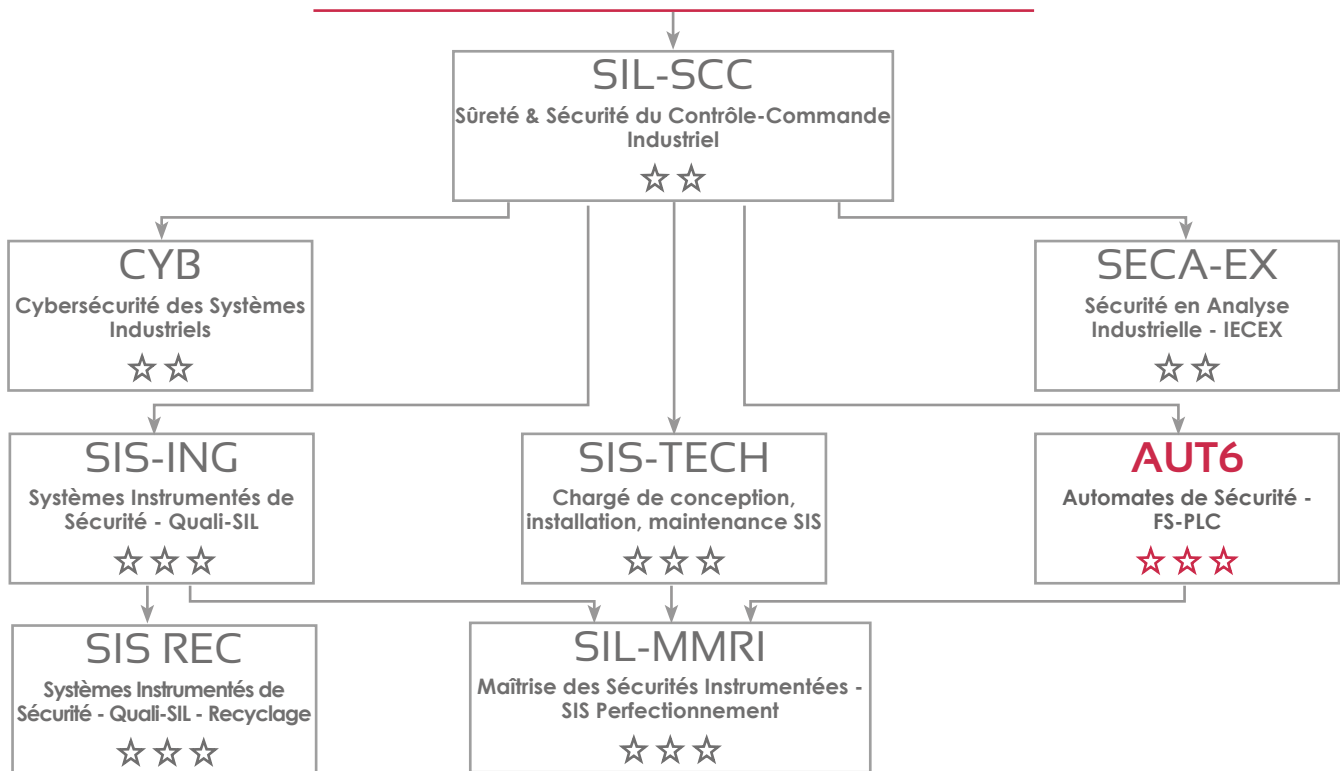 SIL-SCC
Sûreté & Sécurité du Contrôle-Commande
Industriel
CYB
Cybersécurité des Systèmes
Industriels
SECA-EX
Sécurité en Analyse
Industrielle - IECEX
SIS-ING
Systèmes Instrumentés de
Sécurité - Quali-SIL
SIS-TECH
Chargé de conception,
installation, maintenance SIS
AUT6
Automates de Sécurité -
FS-PLC
SIS REC
Systèmes Instrumentés de
Sécurité - Quali-SIL - Recyclage
SIL-MMRI
Maîtrise des Sécurités Instrumentées -
SIS Perfectionnement